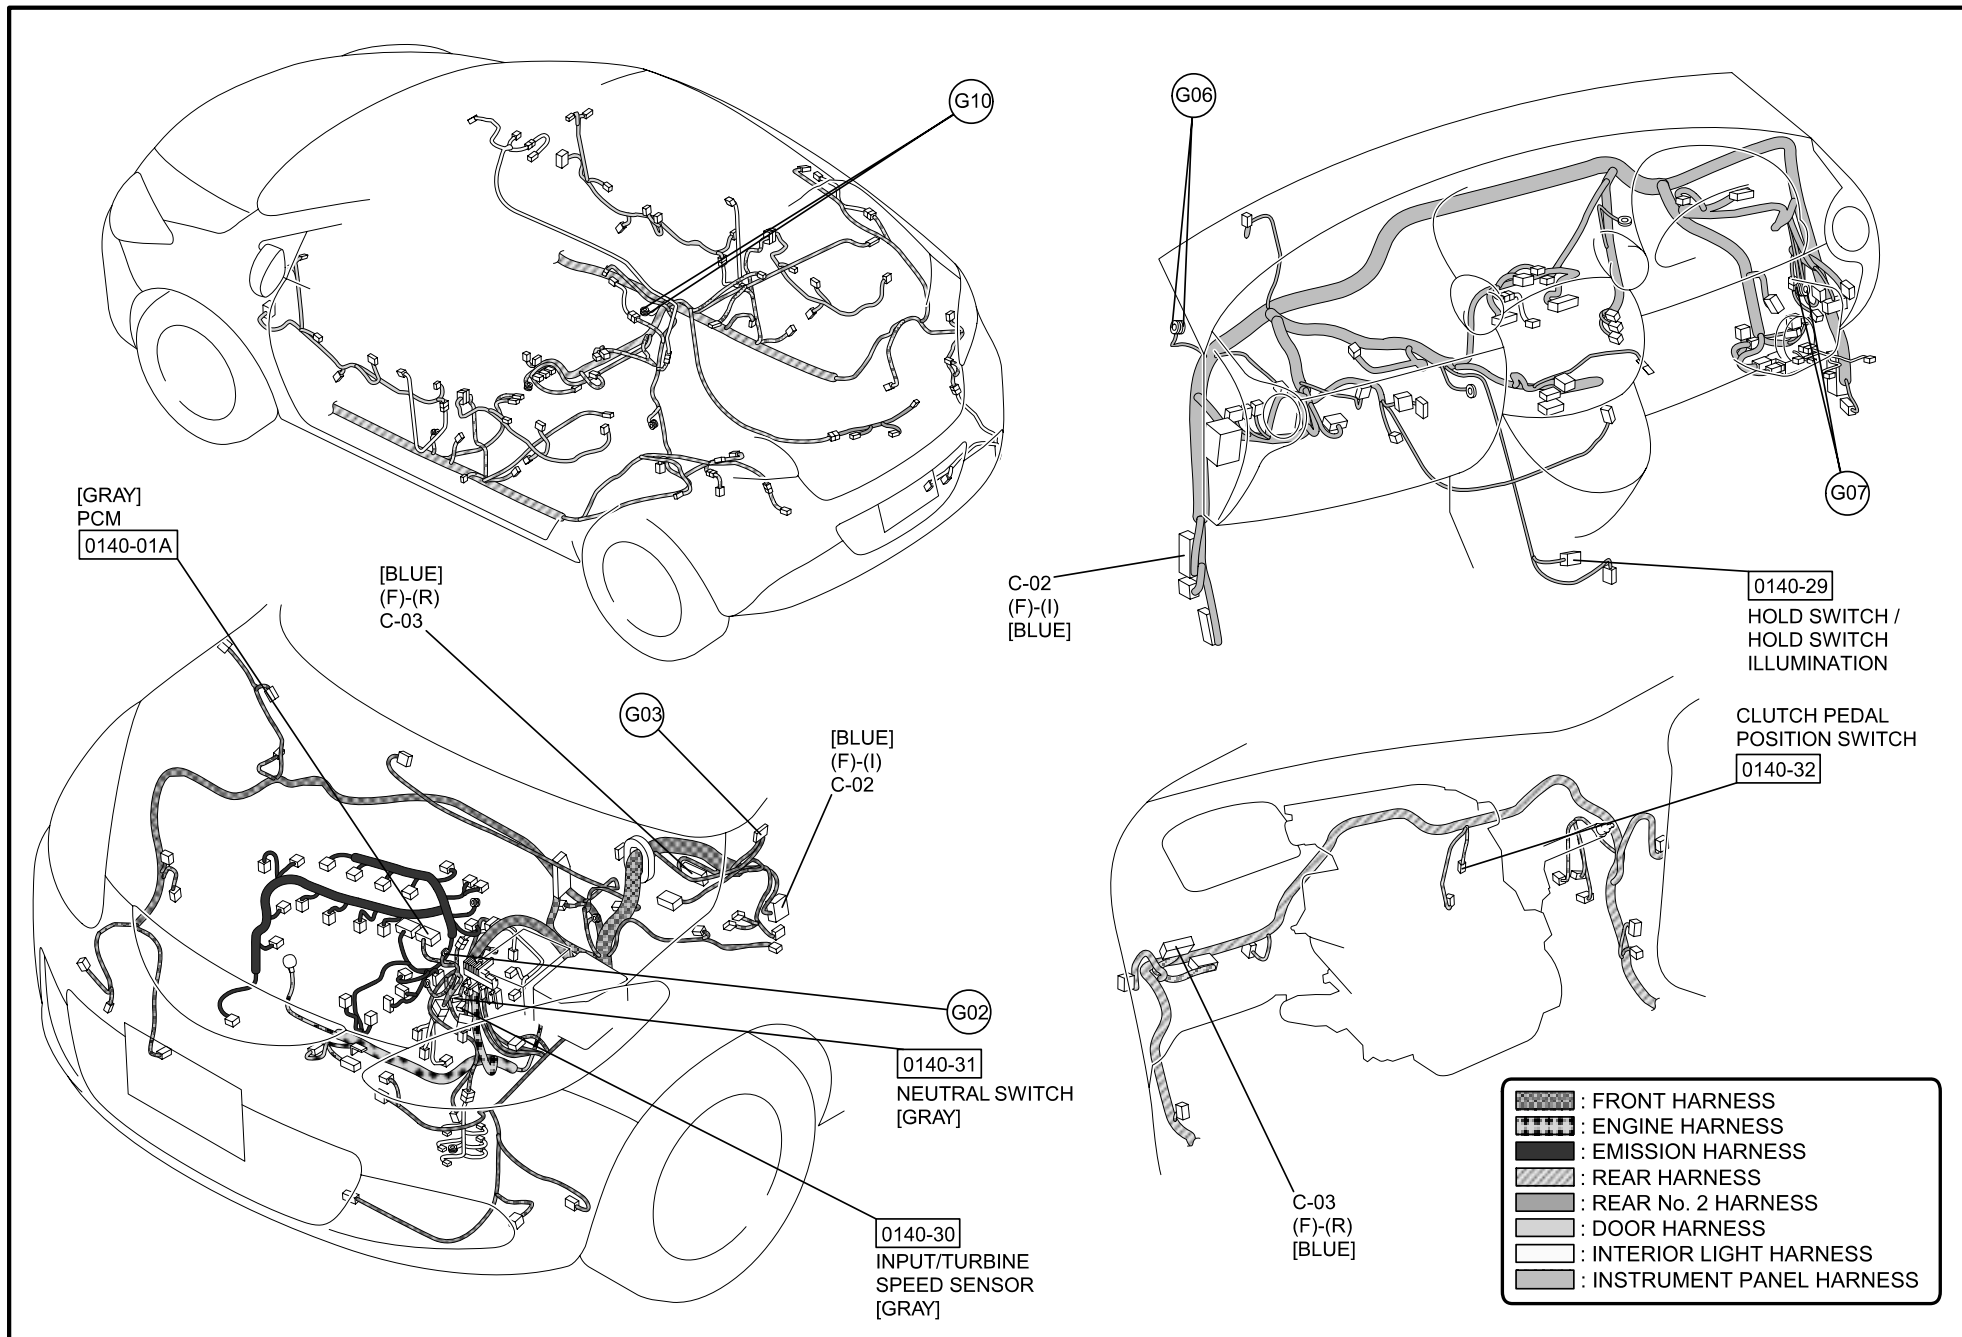 G10
G06
G07
[GRAY]
PCM
0140-01A
[BLUE]
(F)-(R)
C-03
C-02
(F)-(I)
[BLUE]
0140-29
HOLD SWITCH /
HOLD SWITCH
ILLUMINATION
G03
[BLUE]
(F)-(I)
C-02
CLUTCH PEDAL
POSITION SWITCH
0140-32
G02
0140-31
NEUTRAL SWITCH
[GRAY]
0140-30
INPUT/TURBINE
SPEED SENSOR
[GRAY]
C-03
(F)-(R)
[BLUE]
: FRONT HARNESS
: ENGINE HARNESS
: EMISSION HARNESS
: REAR HARNESS
: REAR No. 2 HARNESS
: DOOR HARNESS
: INTERIOR LIGHT HARNESS
: INSTRUMENT PANEL HARNESS